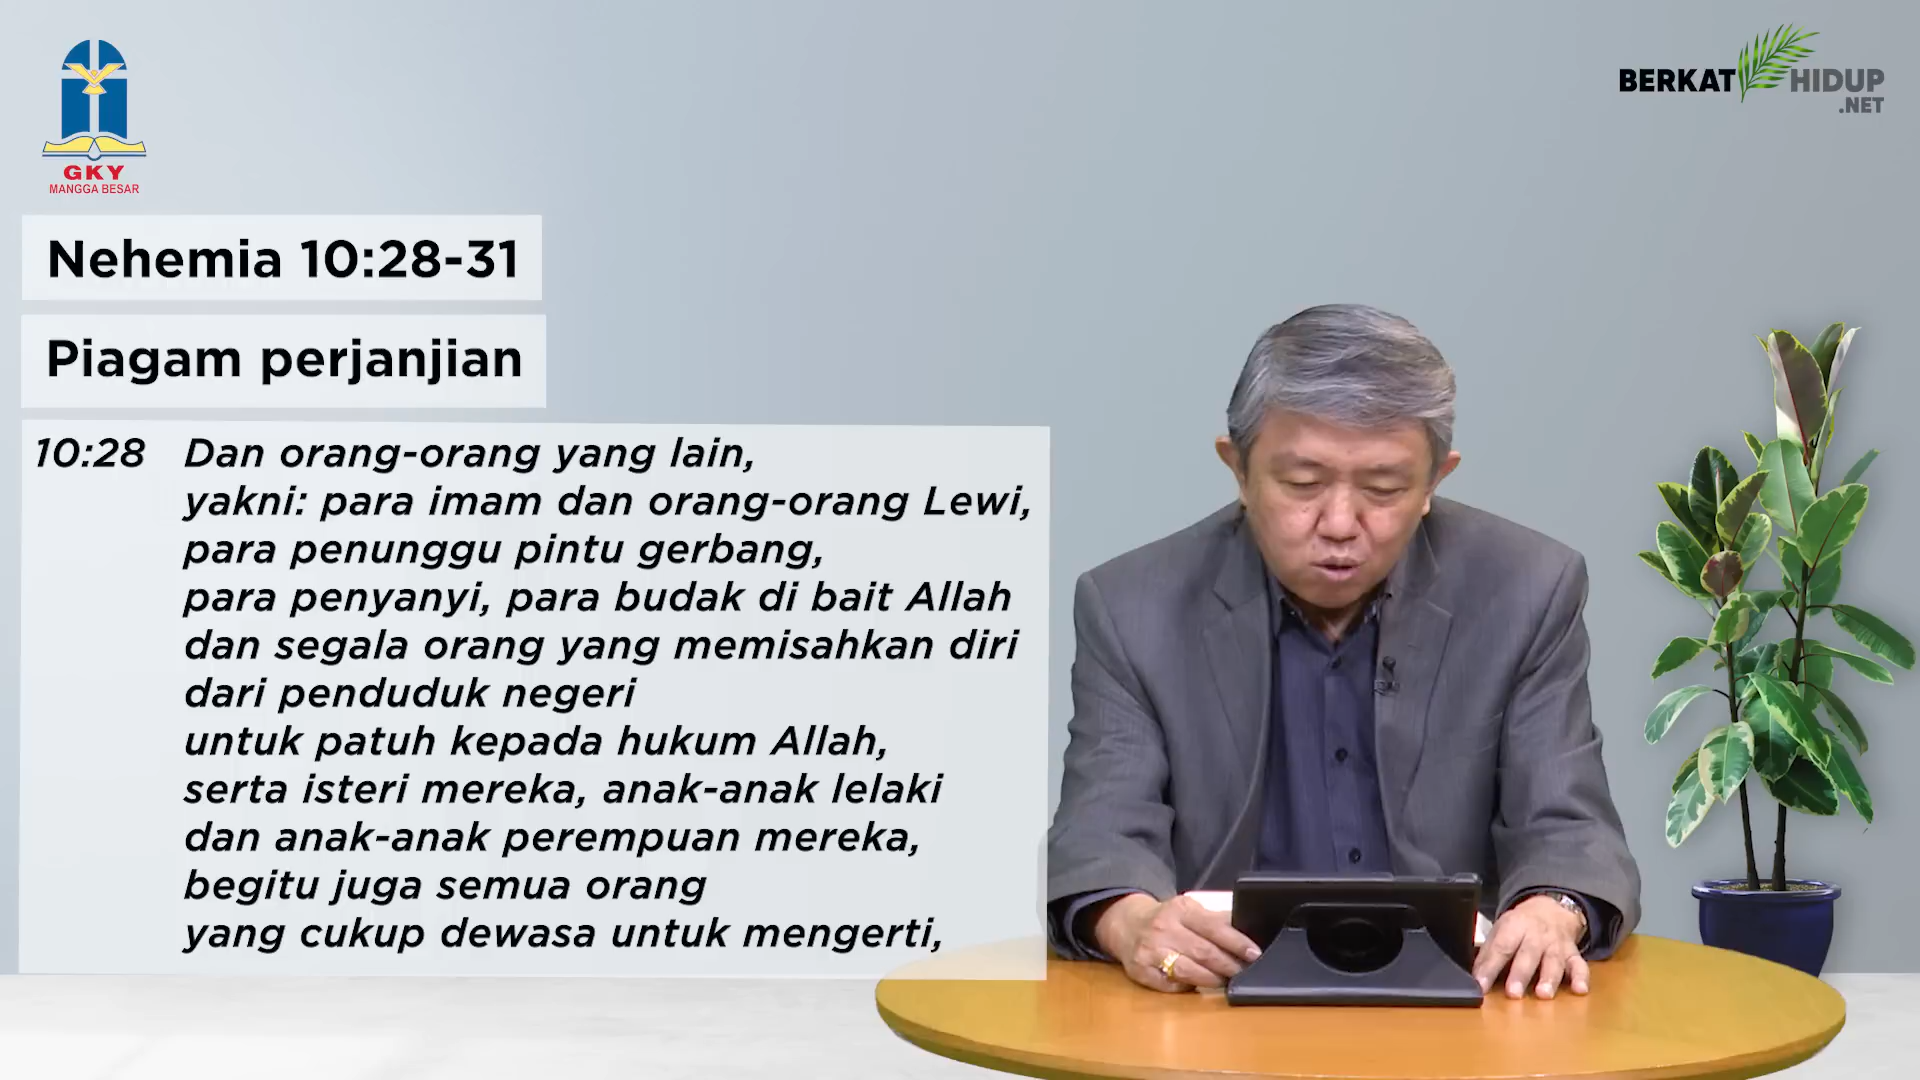 GKY
MANGGA BESAR
BERKAT HIDUP
.NET
Nehemia 10:28-31
Piagam perjanjian
10:28 Dan orang-orang yang lain,
yakni: para imam dan orang-orang Lewi,
para penunggu pintu gerbang,
para penyanyi, para budak di bait Allah
dan segala orang yang memisahkan diri
dari penduduk negeri
untuk patuh kepada hukum Allah,
serta isteri mereka, anak-anak lelaki
dan anak-anak perempuan mereka,
begitu juga semua orang
yang cukup dewasa untuk mengerti,